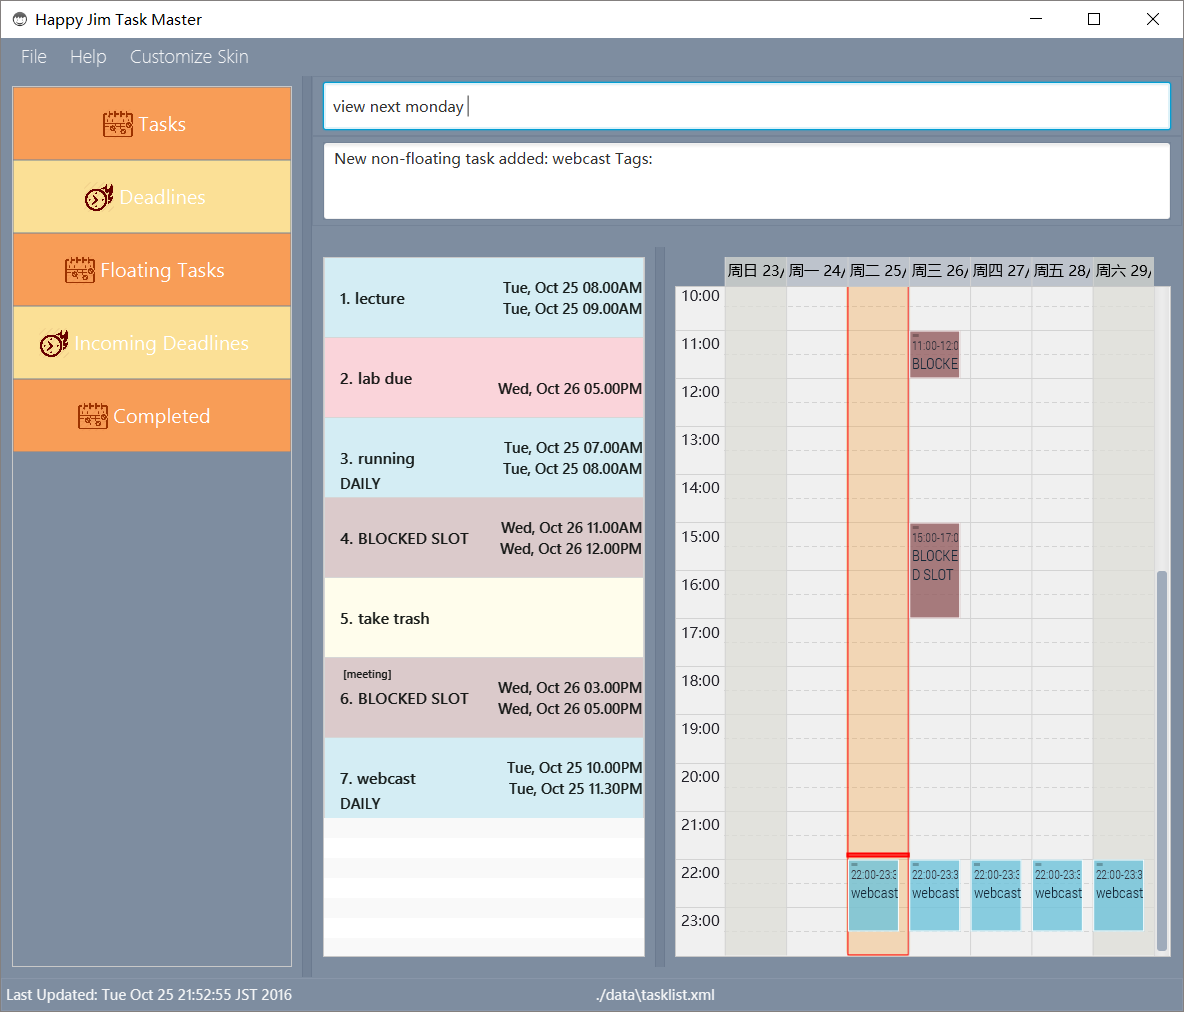 Happy Jim Task Master
File Help Customize Skin
Tasks
Deadlines
Floating Tasks
Incoming Deadlines
Completed
view next monday
New non-floating task added: webcast Tags:
1. lecture
Tue, Oct 25 08.00AM
Tue, Oct 25 09.00AM
2. lab due
Wed, Oct 26 05.00PM
3. running
DAILY
Tue, Oct 25 07.00AM
Tue, Oct 25 08.00AM
4. BLOCKED SLOT
Wed, Oct 26 11.00AM
Wed, Oct 26 12.00PM
5. take trash
[meeting]
6. BLOCKED SLOT
Wed, Oct 26 03.00PM
Wed, Oct 26 05.00PM
7. webcast
DAILY
Tue, Oct 25 10.00PM
Tue, Oct 25 11.30PM
周日 23/ 周一 24/ 周二 25/ 周三 26/ 周四 27/ 周五 28/ 周六 29/
10:00
11:00
12:00
13:00
14:00
15:00
16:00
17:00
18:00
19:00
20:00
21:00
22:00
23:00
11:00-12:0
BLOCKE
15:00-17:0
BLOCKE
D SLOT
22:00-23:3
webcast
22:00-23:3
webcast
22:00-23:3
webcast
22:00-23:3
webcast
22:00-23:3
webcast
Last Updated: Tue Oct 25 21:52:55 JST 2016
./data\tasklist.xml